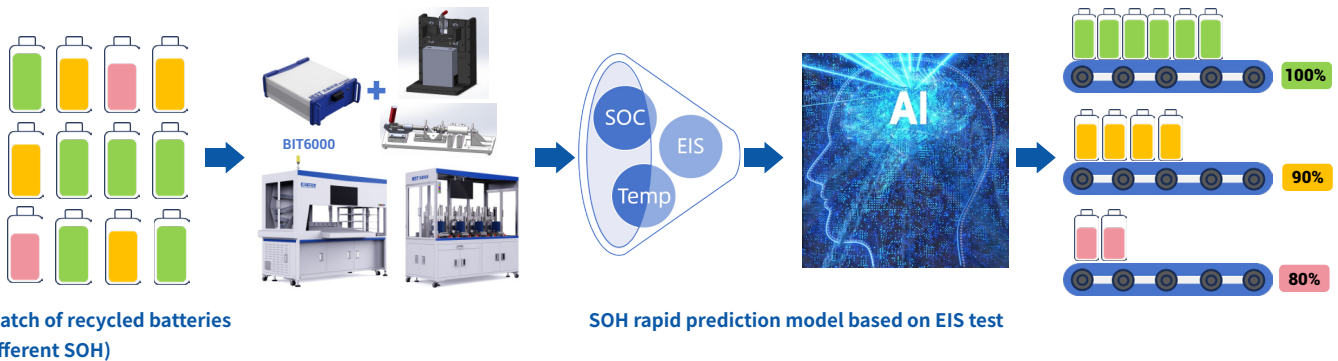 100%
BIT6000
SOC
EIS
Temp
AI
90%
80%
atch of recycled batteries
fferent SOH)
SOH rapid prediction model based on EIS test